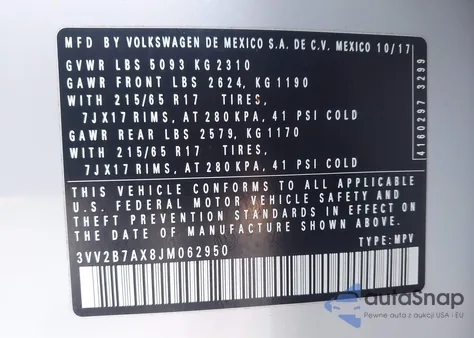 MFD BY VOLKSWAGEN DE MEXICO S.A. DE C.V. MEXICO 10/17
GVWR LBS 5093 KG 2310
GAWR FRONT LBS 2624, KG 1190
WITH 215/65 R17 TIRES,
7JX17 RIMS, AT 280 KPA, 41 PSI COLD
GAWR REAR LBS 2579, KG 1170
WITH 215/65 R17 TIRES,
7JX17 RIMS, AT 280 KPA, 41 PSI COLD
THIS VEHICLE CONFORMS TO ALL APPLICABLE
U.S. FEDERAL MOTOR VEHICLE SAFETY AND
THEFT PREVENTION STANDARDS IN EFFECT ON
THE DATE OF MANUFACTURE SHOWN ABOVE.
3VV2B7AX8JM062950 TYPE: MPV
4160297 3299
autoSnap
Pewne auta z aukcji USA i EU